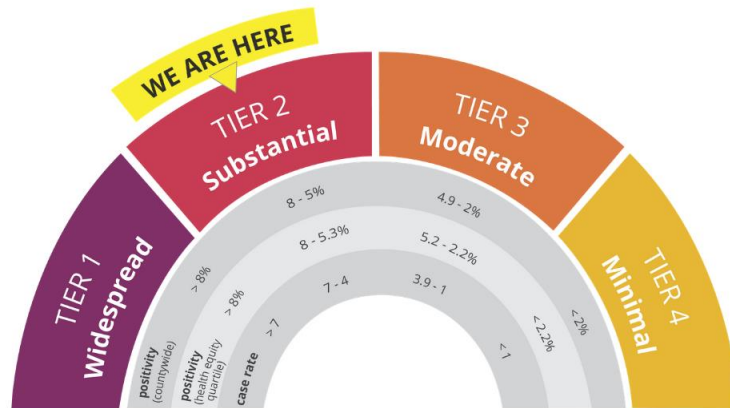 WE ARE HERE
TIER 1
Widespread
TIER 2
Substantial
TIER 3
Moderate
TIER 4
Minimal
positivity
(countywide)
> 8%
8 - 5%
4.9 - 2%
< 2%
positivity
(health equity
quartile)
> 8%
8 - 5.3%
5.2 - 2.2%
< 2.2%
case rate
> 7
7 - 4
3.9 - 1
< 1